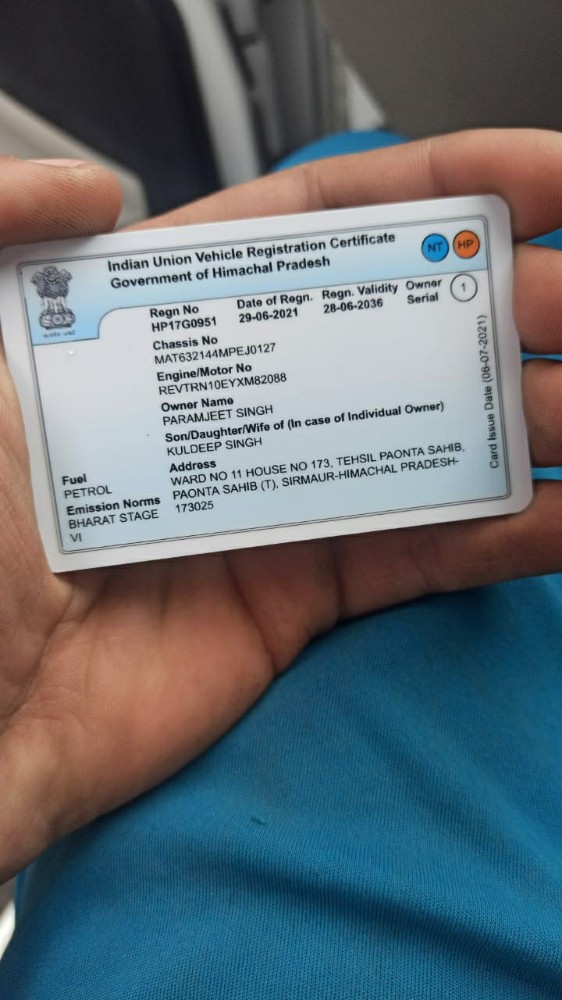 Indian Union Vehicle Registration Certificate
Government of Himachal Pradesh
NT HP
Regn No Date of Regn. Regn. Validity Owner Serial 1
HP17G0951 29-06-2021 28-06-2036
Chassis No
MAT632144MPEJ0127
Engine/Motor No
REVTRN10EYXM82088
Owner Name
PARAMJEET SINGH
Son/Daughter/Wife of (In case of Individual Owner)
KULDEEP SINGH
Address
WARD NO 11 HOUSE NO 173, TEHSIL PAONTA SAHIB,
PAONTA SAHIB (T), SIRMAUR-HIMACHAL PRADESH-
173025
Fuel
PETROL
Emission Norms
BHARAT STAGE
VI
Card Issue Date (06-07-2021)